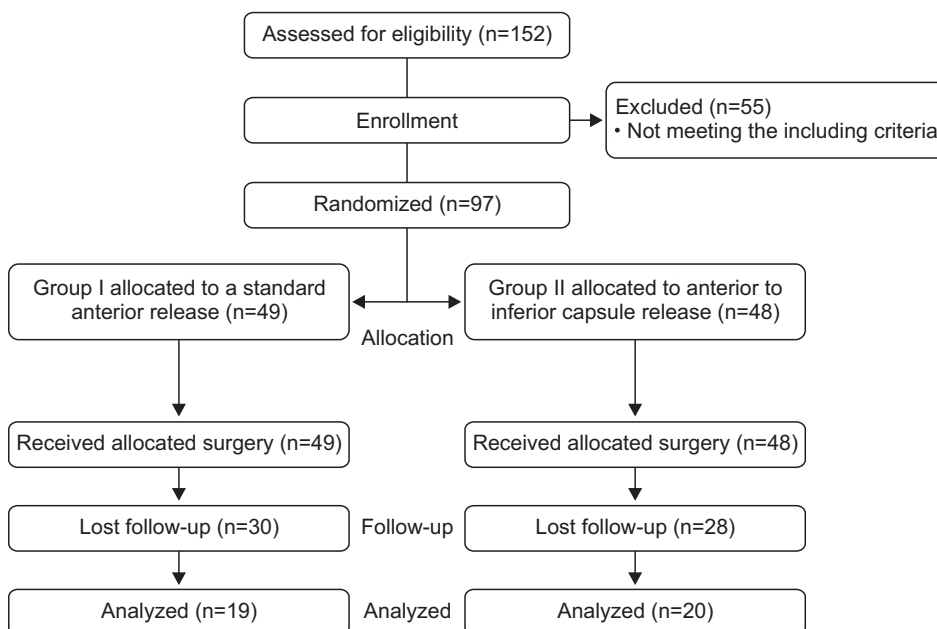 Assessed for eligibility (n=152)
Enrollment
Excluded (n=55)
• Not meeting the including criteria
Randomized (n=97)
Group I allocated to a standard
anterior release (n=49)
Allocation
Group II allocated to anterior to
inferior capsule release (n=48)
Received allocated surgery (n=49)
Received allocated surgery (n=48)
Lost follow-up (n=30)
Follow-up
Lost follow-up (n=28)
Analyzed (n=19)
Analyzed
Analyzed (n=20)